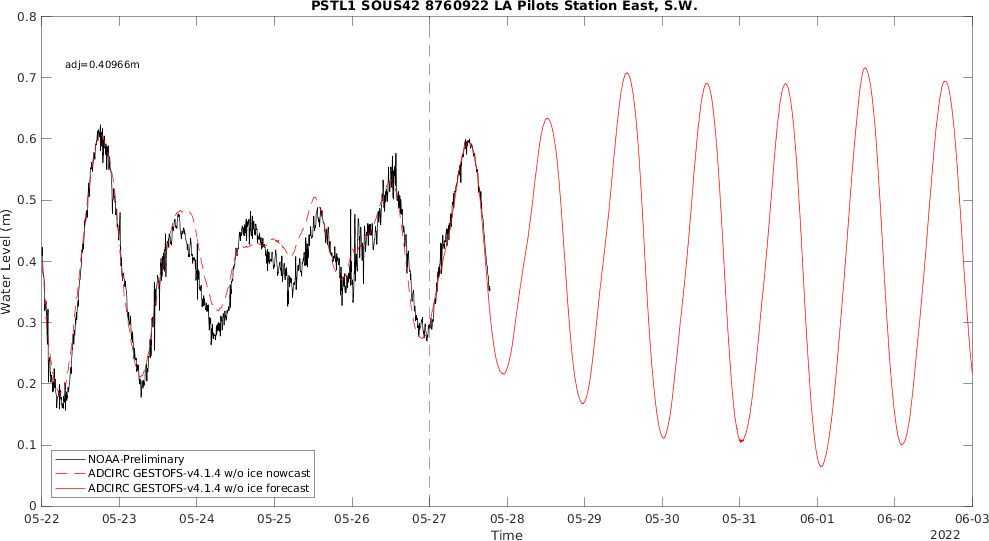 PSTL1 SOUS42 8760922 LA Pilots Station East, S.W.
0.8
0.7
0.6
0.5
0.4
0.3
0.2
0.1
0
Water Level (m)
adj=0.40966m
NOAA-Preliminary
ADCIRC GESTOFS-v4.1.4 w/o ice nowcast
ADCIRC GESTOFS-v4.1.4 w/o ice forecast
05-22 05-23 05-24 05-25 05-26 05-27 05-28 05-29 05-30 05-31 06-01 06-02 06-03
Time
2022